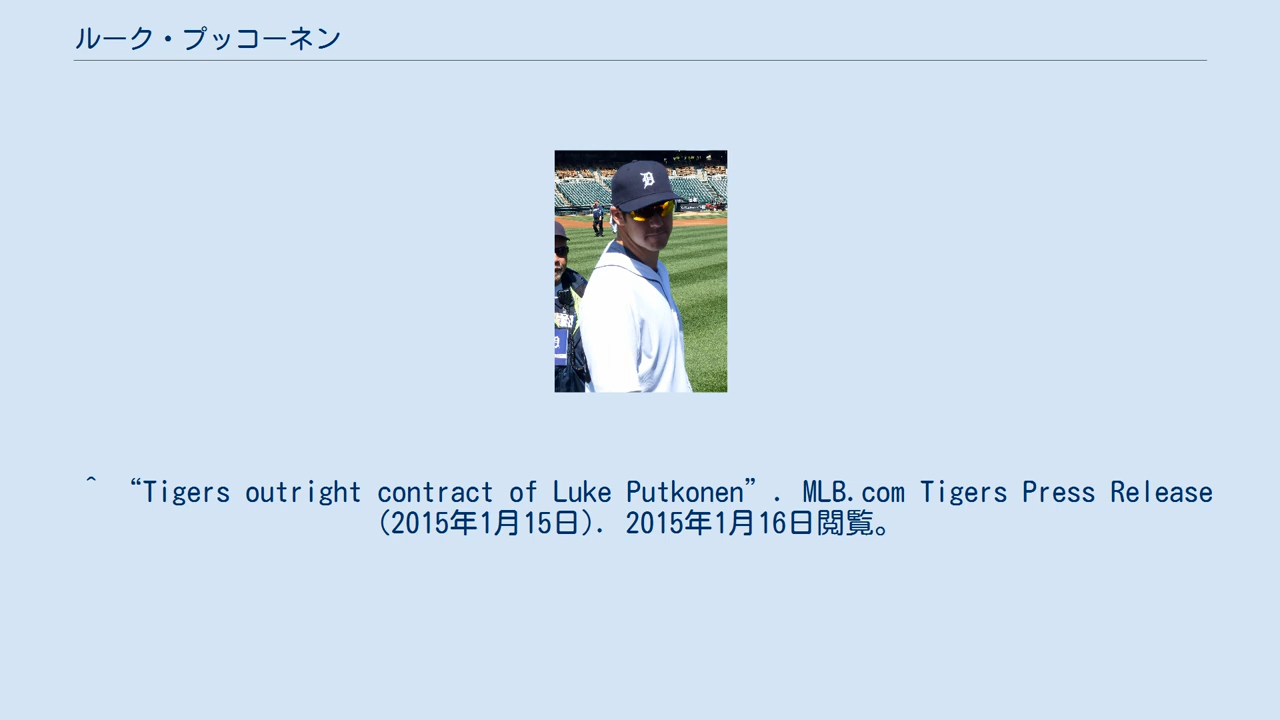 ルーク・プッコーネン
^ “Tigers outright contract of Luke Putkonen”. MLB.com Tigers Press Release
(2015年1月15日). 2015年1月16日閲覧。